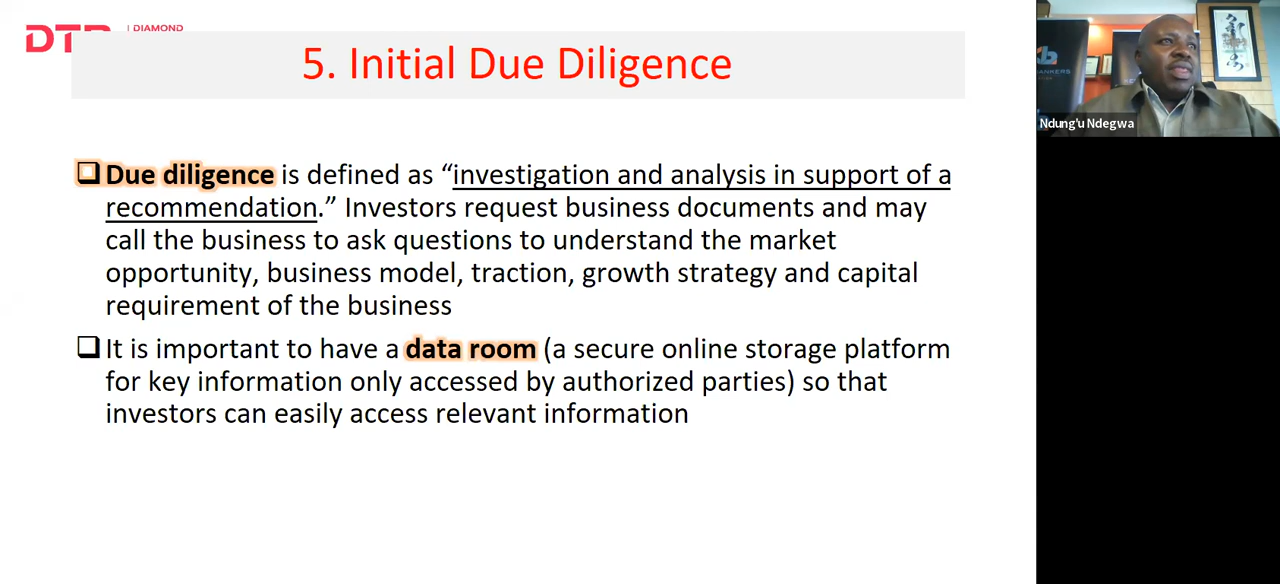 DTB | DIAMOND
5. Initial Due Diligence
❑Due diligence is defined as “investigation and analysis in support of a
recommendation.” Investors request business documents and may
call the business to ask questions to understand the market
opportunity, business model, traction, growth strategy and capital
requirement of the business
❑It is important to have a data room (a secure online storage platform
for key information only accessed by authorized parties) so that
investors can easily access relevant information
Ndung'u Ndegwa